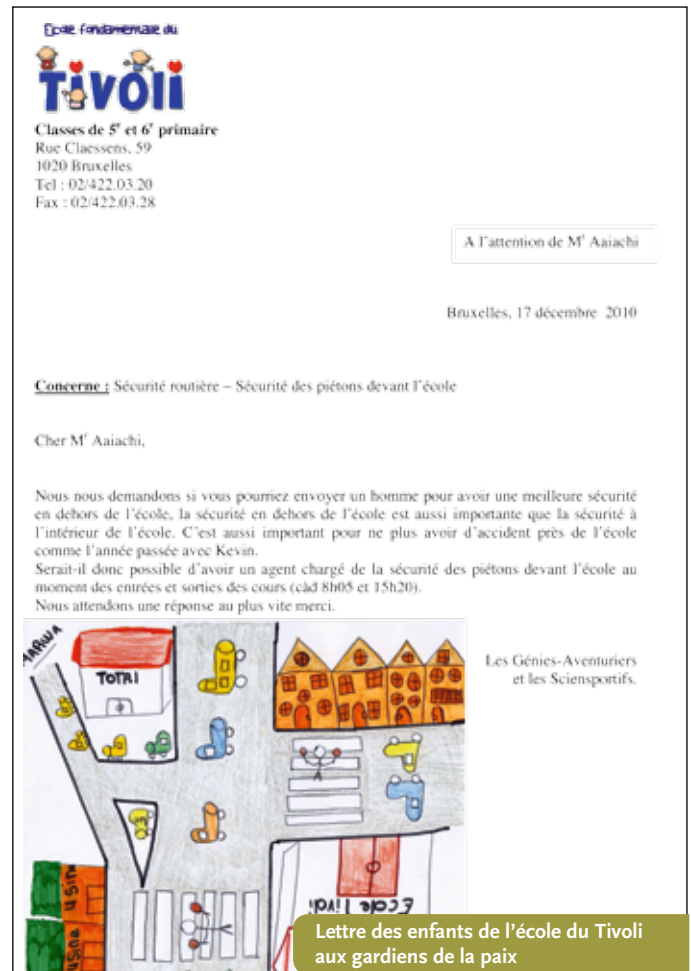 Ecole fondamentale du
Tivoli
Classes de 5e et 6e primaire
Rue Claessens, 59
1020 Bruxelles
Tel : 02/422.03.20
Fax : 02/422.03.28
A l'attention de Mr Aaiachi
Bruxelles, 17 décembre 2010
Concerne : Sécurité routière – Sécurité des piétons devant l'école
Cher Mr Aaiachi,
Nous nous demandons si vous pourriez envoyer un homme pour avoir une meilleure sécurité
en dehors de l'école, la sécurité en dehors de l'école est aussi importante que la sécurité à
l'intérieur de l'école. C'est aussi important pour ne plus avoir d'accident près de l'école
comme l'année passée avec Kevin.
Serait-il donc possible d'avoir un agent chargé de la sécurité des piétons devant l'école au
moment des entrées et sorties des cours (càd 8h05 et 15h20).
Nous attendons une réponse au plus vite merci.
Les Génies-Aventuriers
et les Sciensportifs.
MARWA
TOTAL
usine
usine
Ecole Tivoli
Lettre des enfants de l'école du Tivoli
aux gardiens de la paix